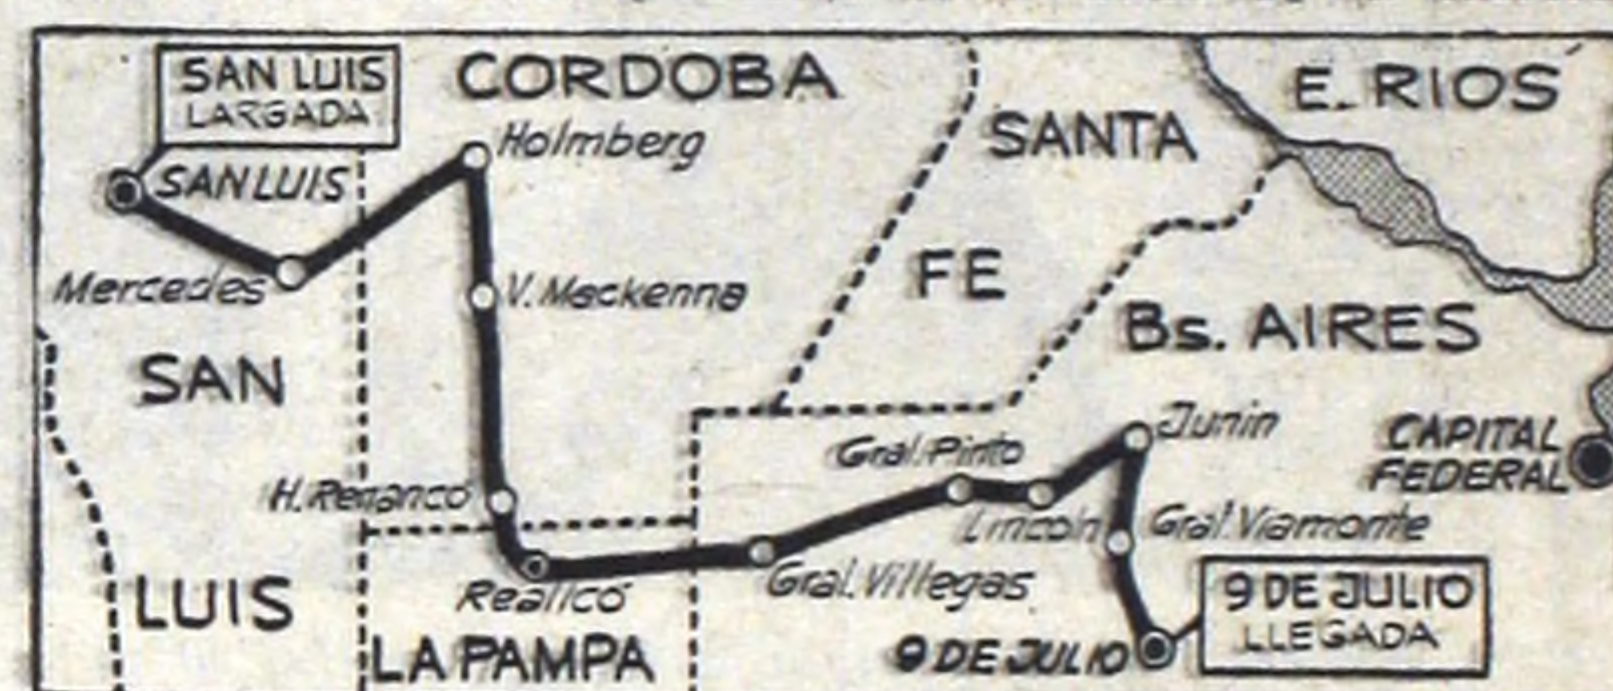 SAN LUIS
LARGADA
CORDOBA
E. RIOS
Holmberg
SANTA
SAN LUIS
FE
Mercedes
V. Mackenna
Bs. AIRES
SAN
Junin
CAPITAL
FEDERAL
Gral. Pinto
H. Renancó
Lincoln
Gral. Viamonte
Realicó
Gral. Villegas
9 DE JULIO
LLEGADA
LUIS
9 DE JULIO
LA PAMPA